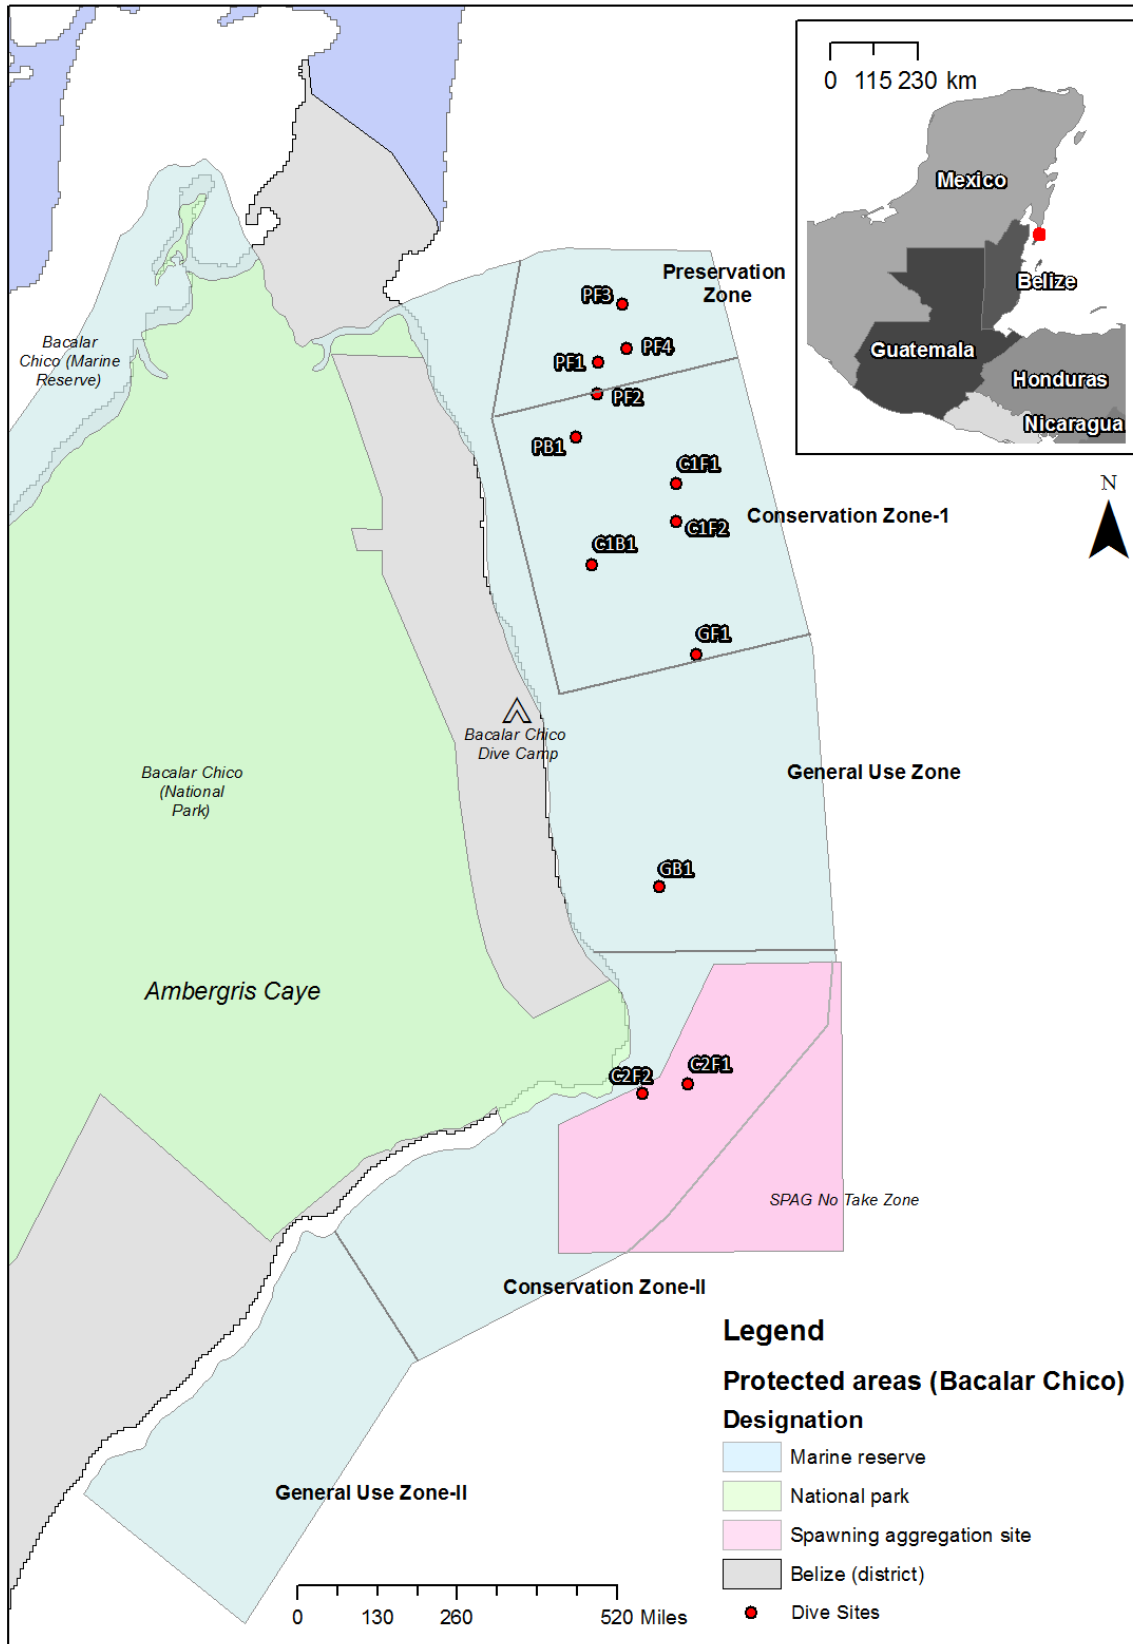 0 115 230 km
Mexico
Belize
Guatemala
Honduras
Nicaragua
N
Preservation
Zone
PF3
PF4
PF1
PF2
PB1
C1F1
C1F2
Conservation Zone-1
C1B1
GF1
Bacalar
Chico (Marine
Reserve)
Bacalar Chico
Dive Camp
General Use Zone
Bacalar Chico
(National
Park)
GB1
Ambergris Caye
C2F2
C2F1
SPAG No Take Zone
Conservation Zone-II
General Use Zone-II
Legend
Protected areas (Bacalar Chico)
Designation
Marine reserve
National park
Spawning aggregation site
Belize (district)
Dive Sites
0 130 260 520 Miles